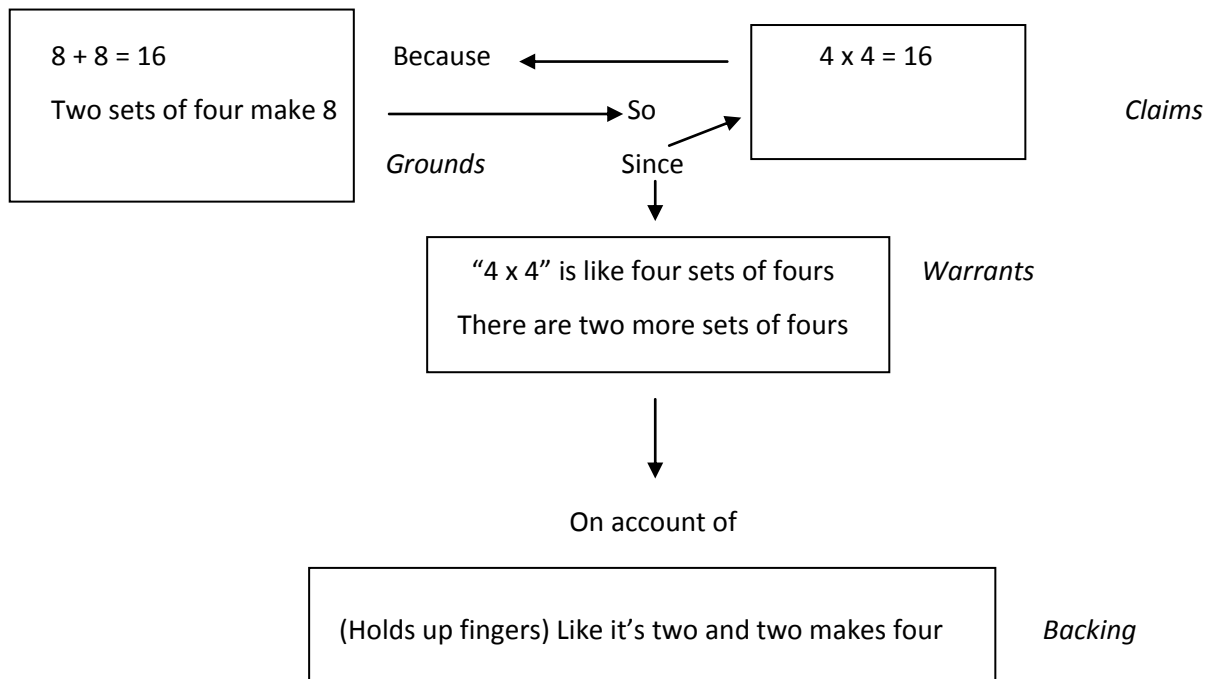 8 + 8 = 16
Two sets of four make 8
Because
So
Since
Grounds
4 x 4 = 16
Claims
“4 x 4” is like four sets of fours
There are two more sets of fours
Warrants
On account of
(Holds up fingers) Like it’s two and two makes four
Backing